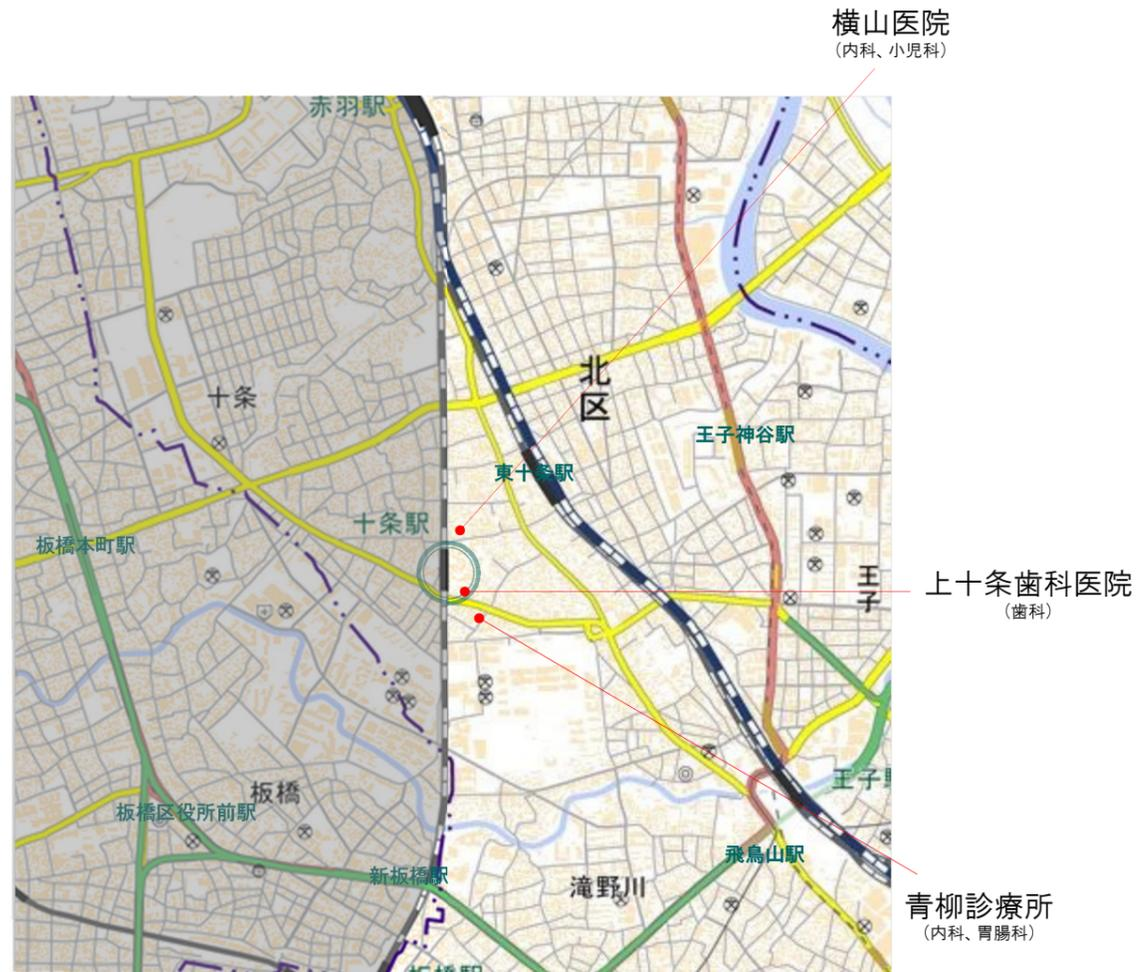 横山医院
（内科、小児科）
赤羽駅
十条
北区
王子神谷駅
東十条駅
十条駅
板橋本町駅
王子
上十条歯科医院
（歯科）
板橋
王子駅
板橋区役所前駅
飛鳥山駅
新板橋駅
滝野川
青柳診療所
（内科、胃腸科）
板橋駅